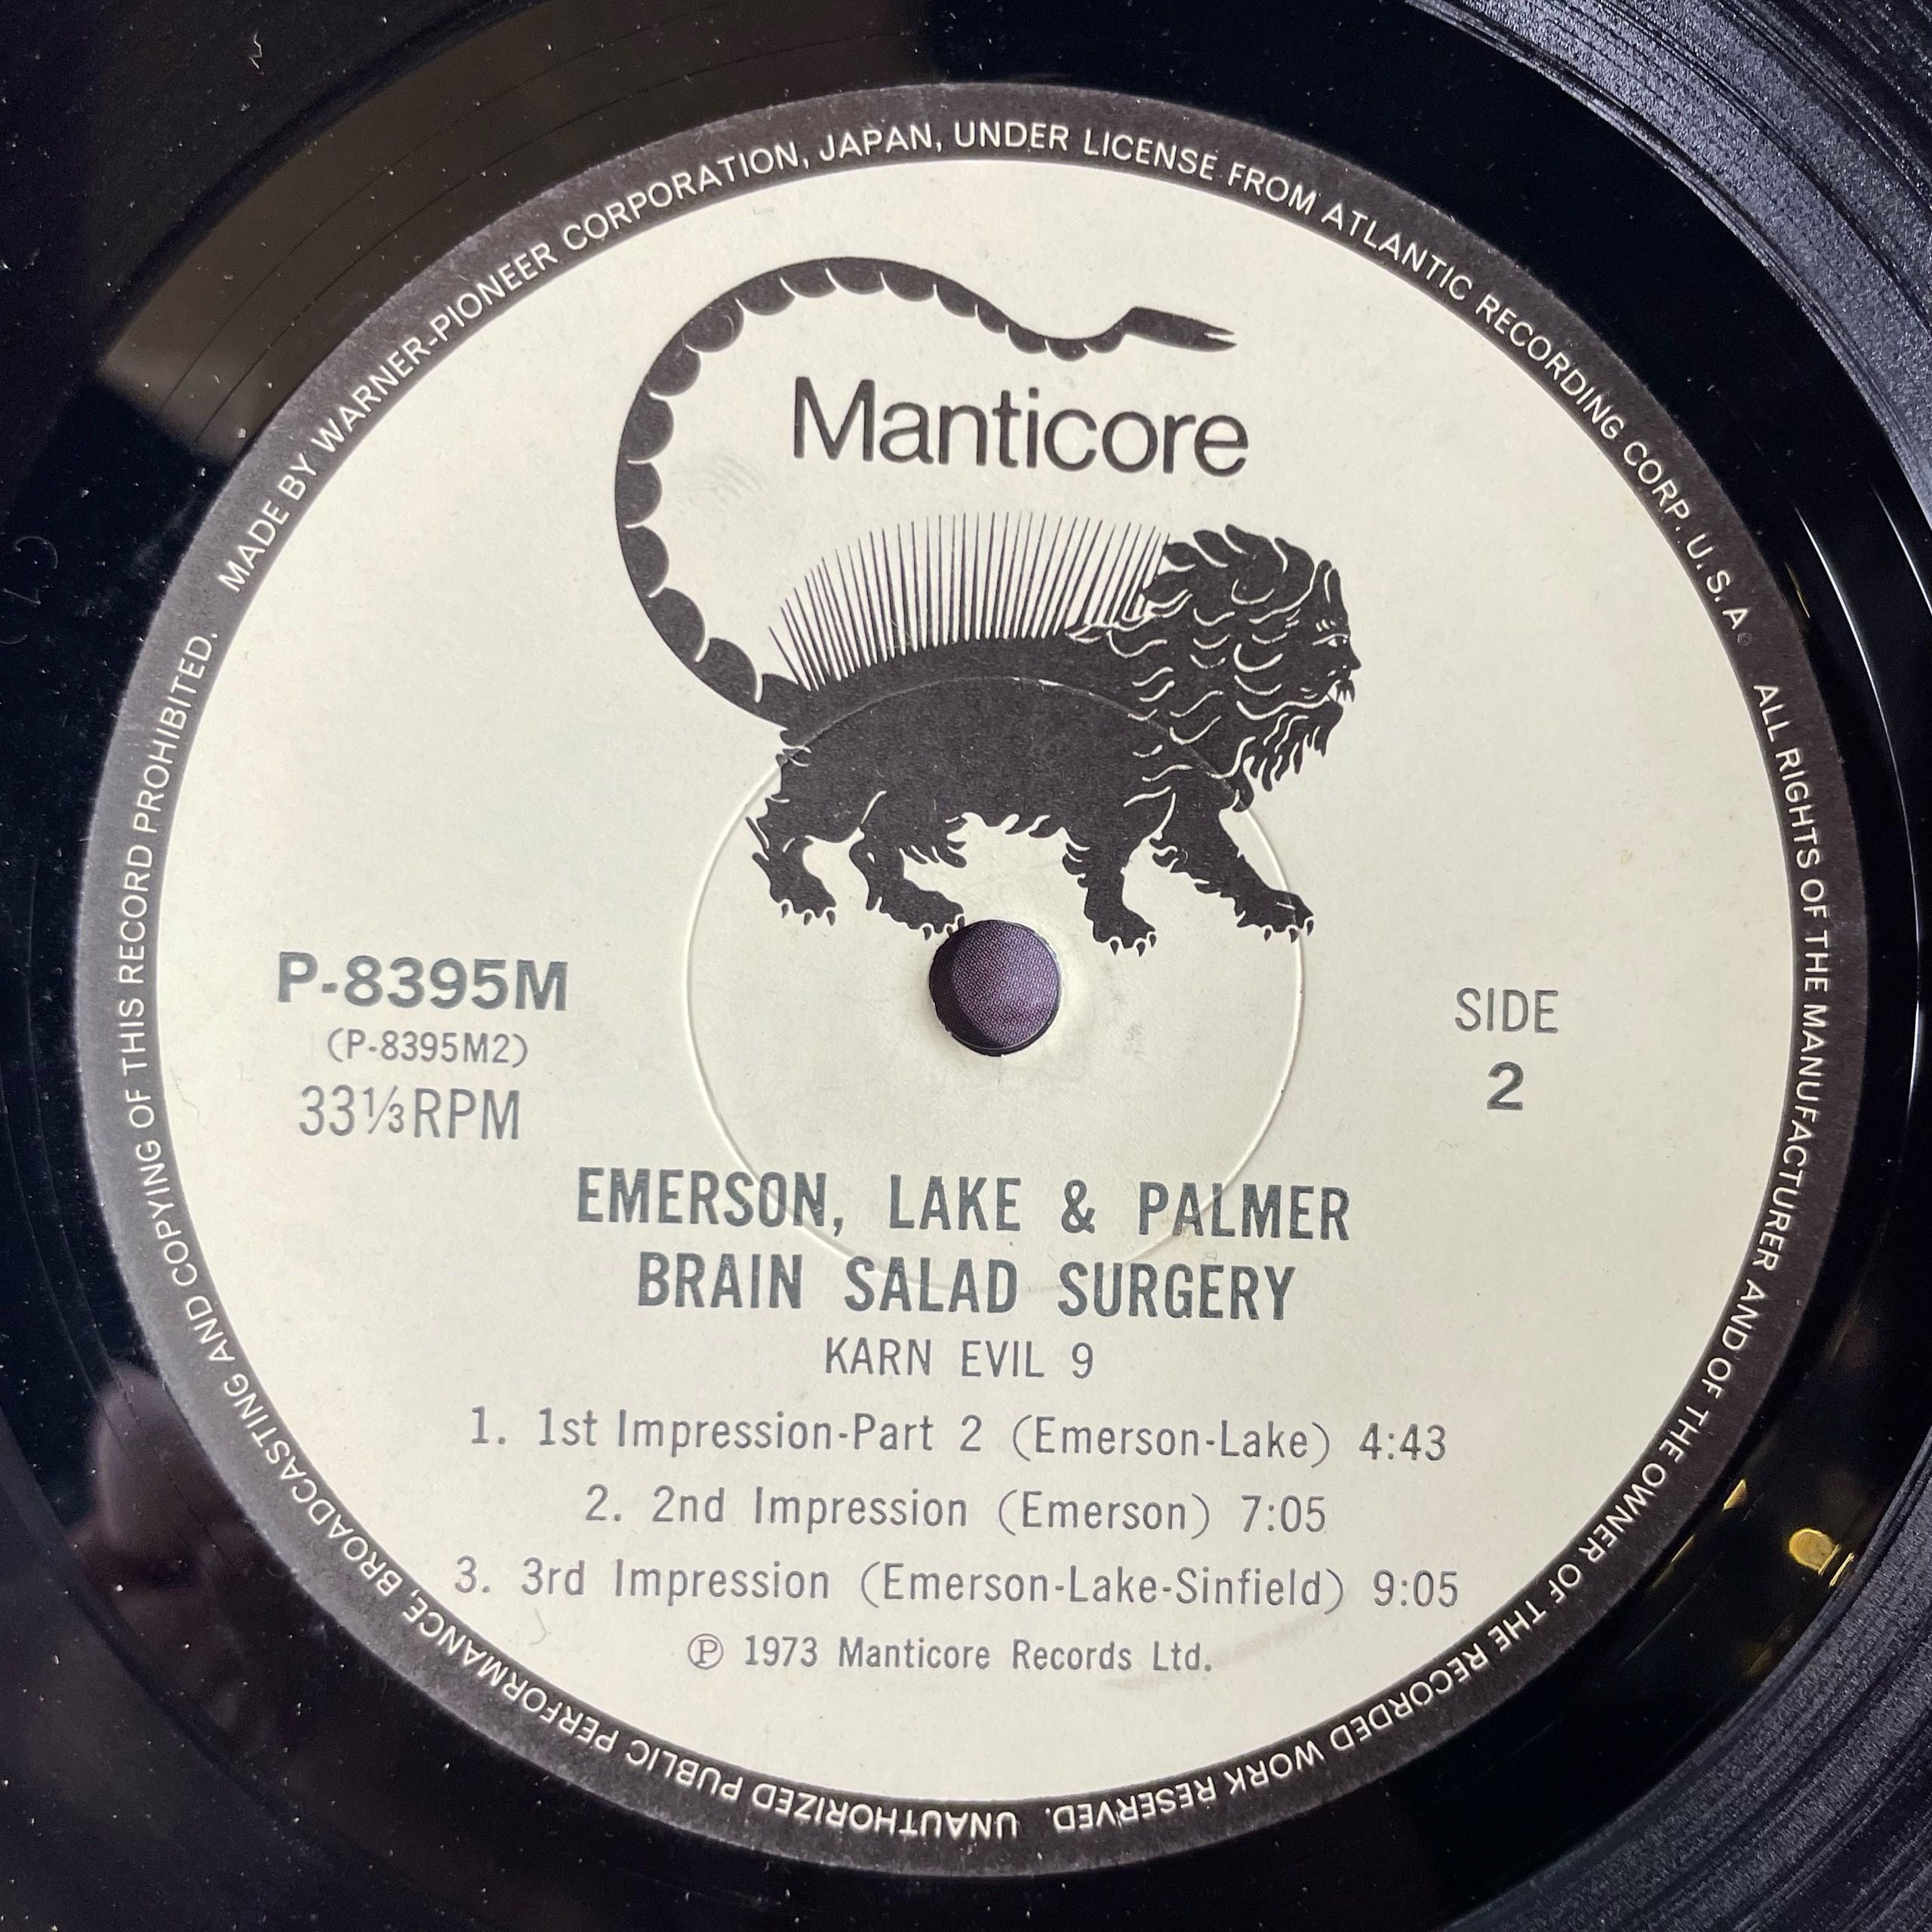 MADE BY WARNER-PIONEER CORPORATION, JAPAN, UNDER LICENSE FROM ATLANTIC RECORDING CORP. U.S.A.
Manticore
P-8395M
(P-8395M2)
33⅓RPM
SIDE
2
EMERSON, LAKE & PALMER
BRAIN SALAD SURGERY
KARN EVIL 9
1. 1st Impression-Part 2 (Emerson-Lake) 4:43
2. 2nd Impression (Emerson) 7:05
3. 3rd Impression (Emerson-Lake-Sinfield) 9:05
℗ 1973 Manticore Records Ltd.
ALL RIGHTS OF THE MANUFACTURER AND OF THE OWNER OF THE RECORDED WORK RESERVED. UNAUTHORIZED PUBLIC PERFORMANCE, BROADCASTING AND COPYING OF THIS RECORD PROHIBITED.